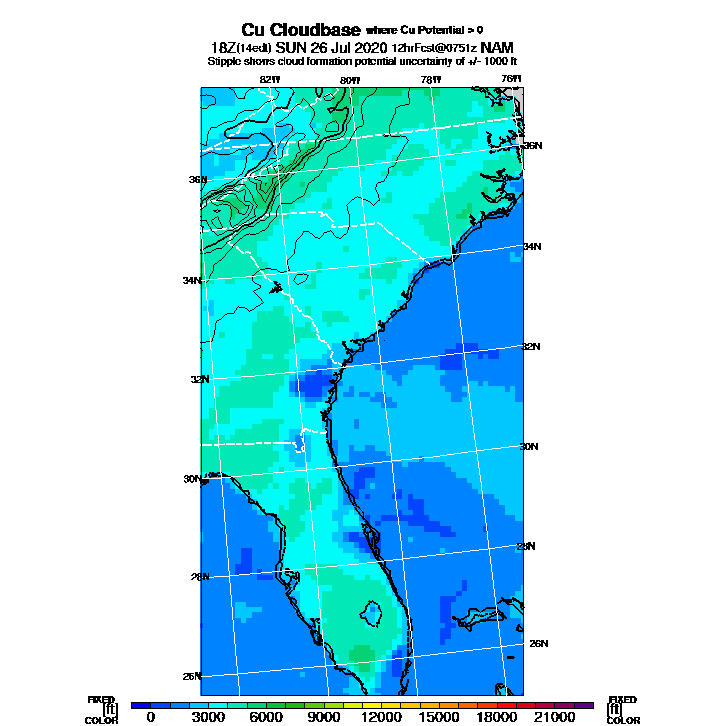 Cu Cloudbase where Cu Potential > 0
18Z(14edt) SUN 26 Jul 2020 12hrFcst@0751z NAM
Stipple shows cloud formation potential uncertainty of +/- 1000 ft
82W 80W 78W 76W
36N
36N
34N
34N
32N
32N
30N
30N
28N
28N
26N
26N
FIXED FIXED
[ft] [ft]
COLOR COLOR
0 3000 6000 9000 12000 15000 18000 21000